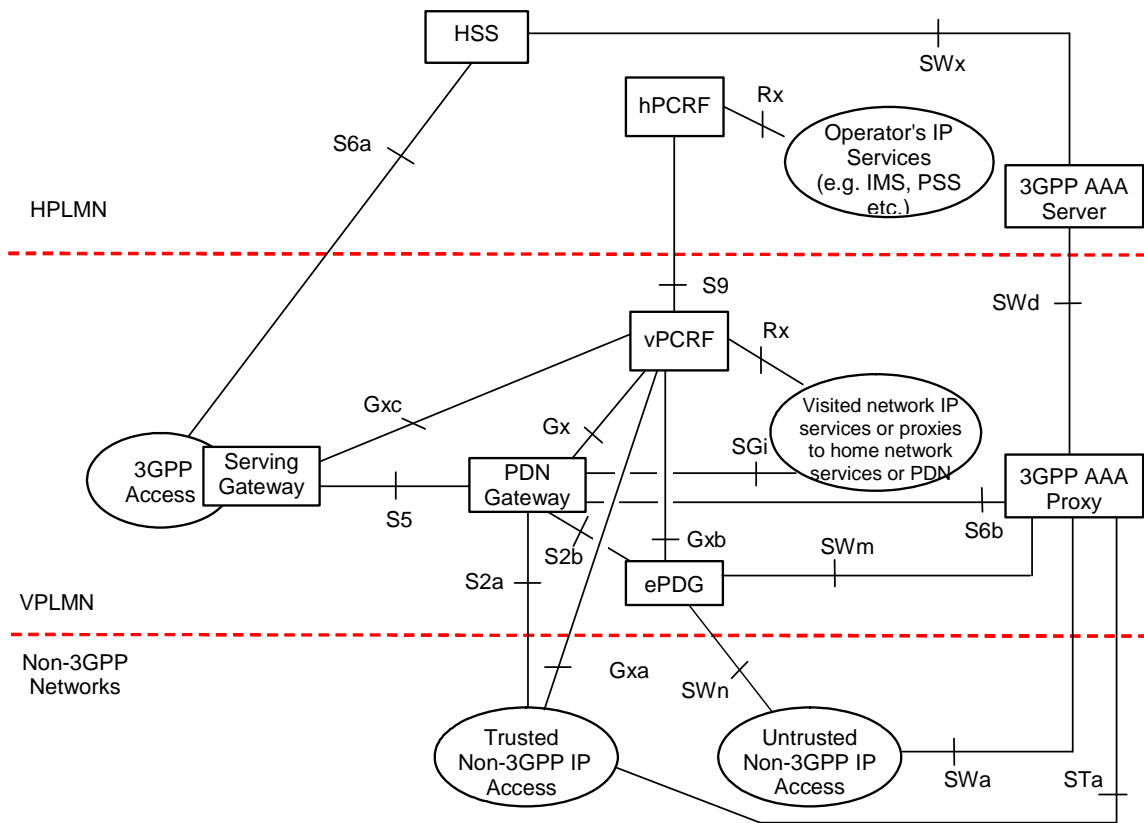 HSS
SWx
hPCRF
Rx
Operator's IP
Services
(e.g. IMS, PSS
etc.)
S6a
3GPP AAA
Server
HPLMN
S9
SWd
vPCRF
Rx
Gxc
Gx
Visited network IP
services or proxies
to home network
services or PDN
SGi
3GPP
Access
Serving
Gateway
PDN
Gateway
3GPP AAA
Proxy
S5
S6b
S2b
Gxb
SWm
S2a
ePDG
VPLMN
Non-3GPP
Networks
Gxa
SWn
Trusted
Non-3GPP IP
Access
Untrusted
Non-3GPP IP
Access
SWa
STa